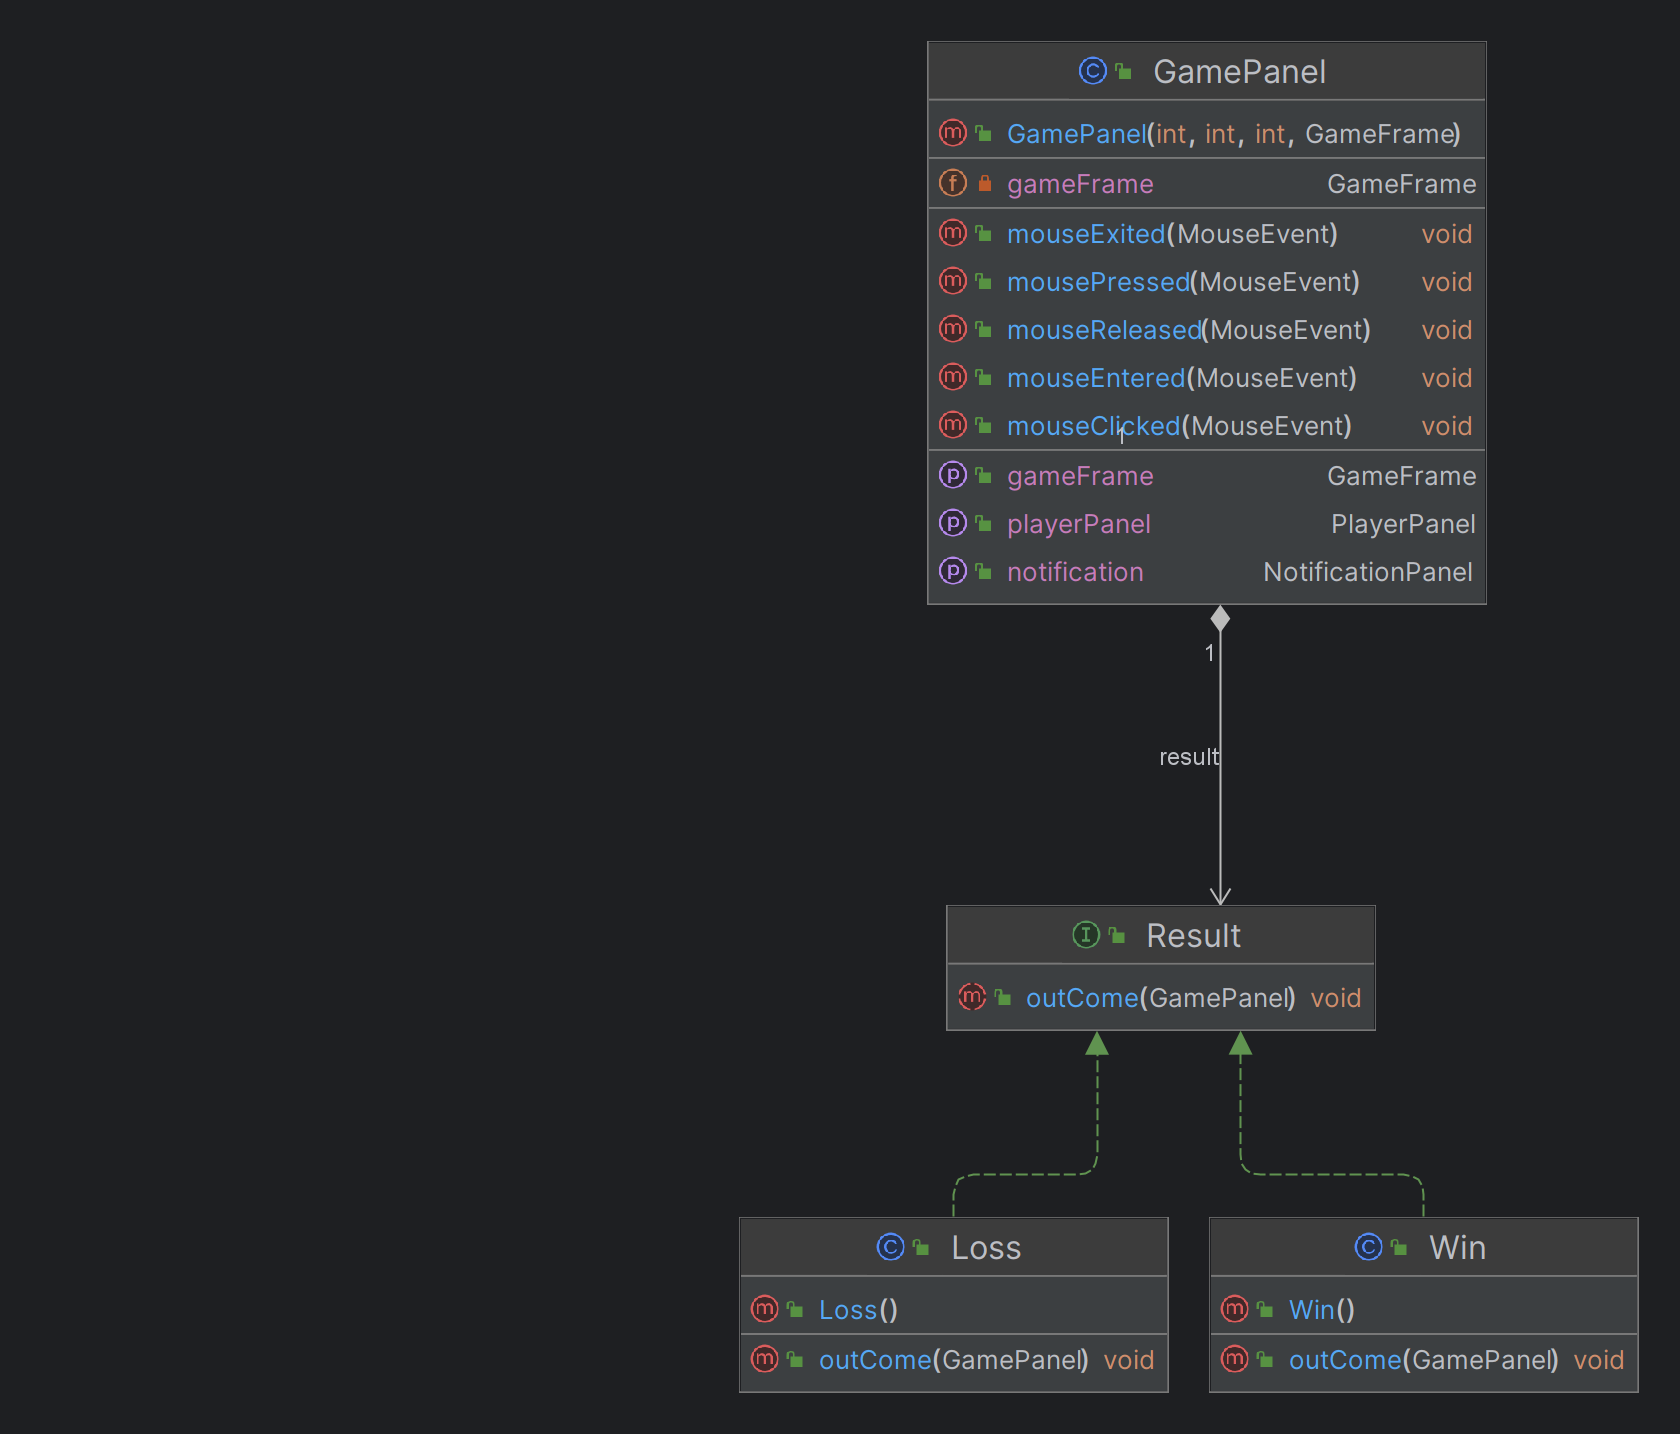 GamePanel
GamePanel(int, int, int, GameFrame)
gameFrame GameFrame
mouseExited(MouseEvent) void
mousePressed(MouseEvent) void
mouseReleased(MouseEvent) void
mouseEntered(MouseEvent) void
mouseClicked(MouseEvent) void
1
gameFrame GameFrame
playerPanel PlayerPanel
notification NotificationPanel
1
result
Result
outCome(GamePanel) void
Loss
Loss()
outCome(GamePanel) void
Win
Win()
outCome(GamePanel) void